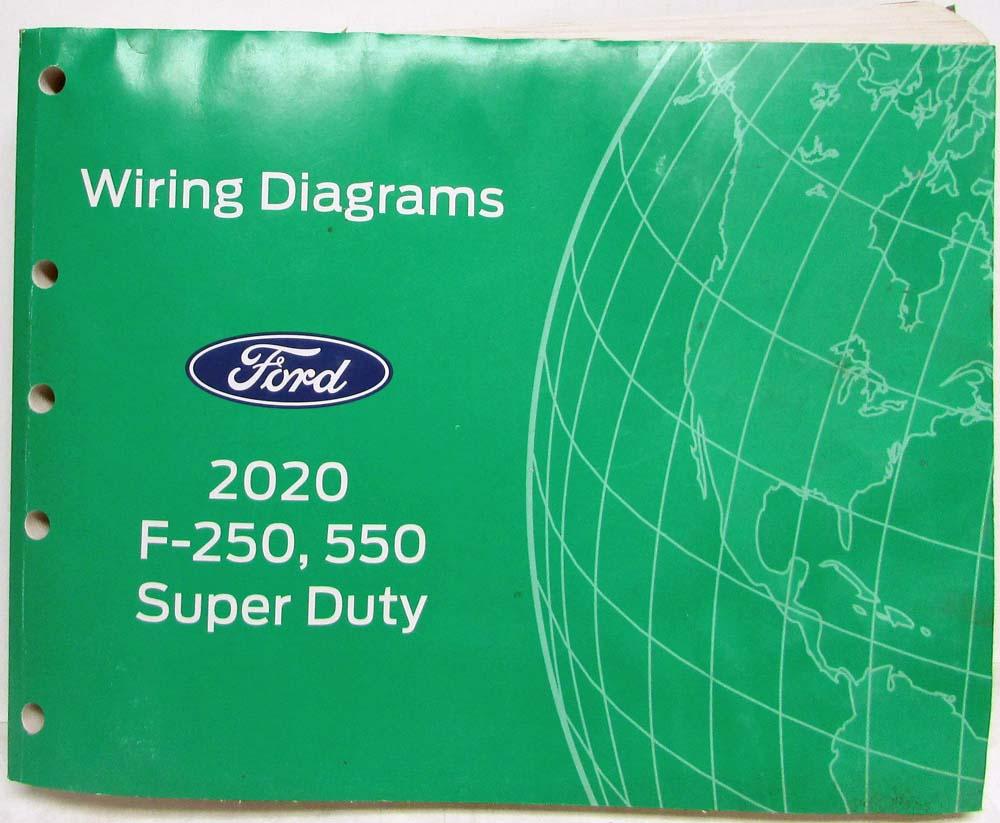 Wiring Diagrams
Ford
2020
F-250, 550
Super Duty